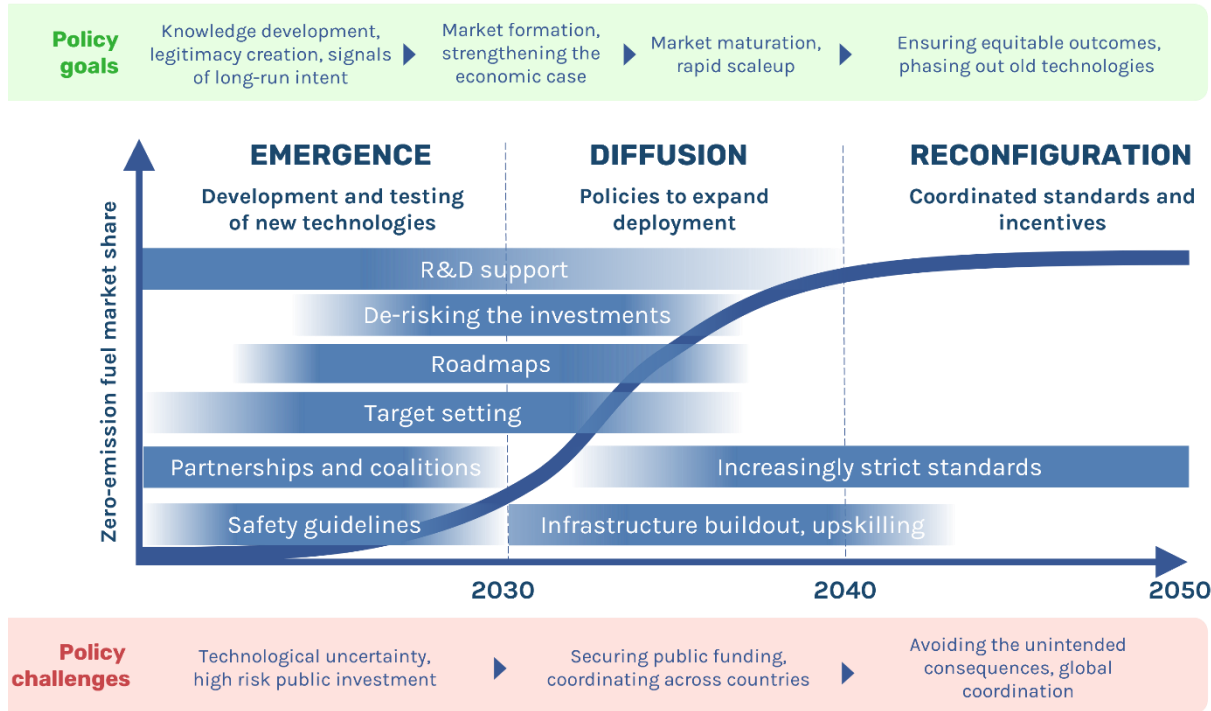 Policy
goals
Knowledge development,
legitimacy creation, signals
of long-run intent
Market formation,
strengthening the
economic case
Market maturation,
rapid scaleup
Ensuring equitable outcomes,
phasing out old technologies
Zero-emission fuel market share
EMERGENCE
Development and testing
of new technologies
DIFFUSION
Policies to expand
deployment
RECONFIGURATION
Coordinated standards and
incentives
R&D support
De-risking the investments
Roadmaps
Target setting
Partnerships and coalitions
Increasingly strict standards
Safety guidelines
Infrastructure buildout, upskilling
2030
2040
2050
Policy
challenges
Technological uncertainty,
high risk public investment
Securing public funding,
coordinating across countries
Avoiding the unintended
consequences, global
coordination